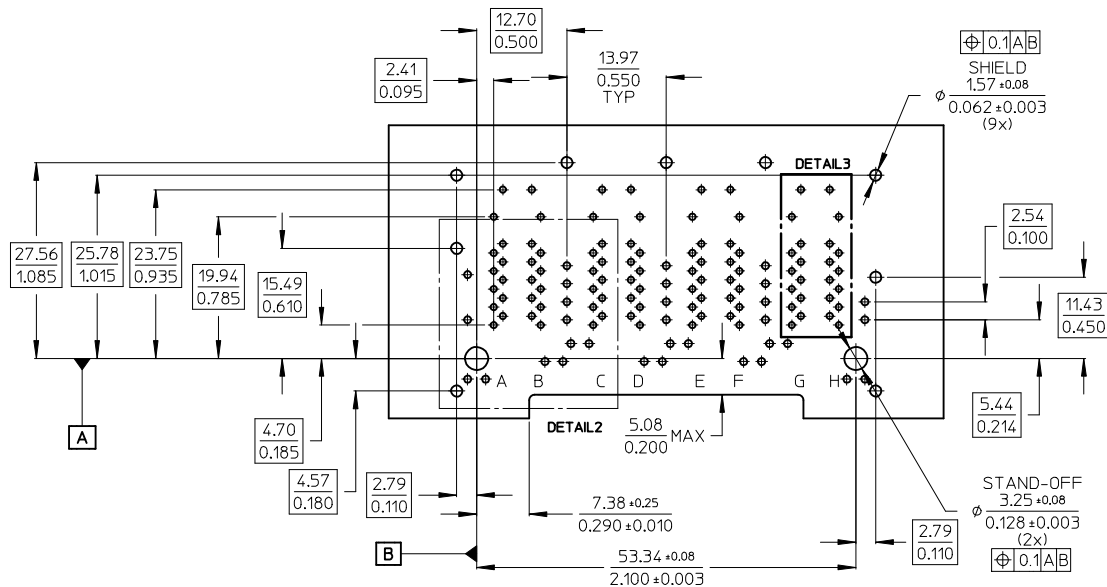 12.70
0.500
13.97
0.550
TYP
2.41
0.095
⌖ 0.1 A B
SHIELD
ϕ 1.57 ±0.08
0.062 ±0.003
(9x)
DETAIL3
27.56
1.085
25.78
1.015
23.75
0.935
19.94
0.785
15.49
0.610
2.54
0.100
11.43
0.450
A B C D E F G H
A
4.70
0.185
4.57
0.180
2.79
0.110
DETAIL2
5.08
0.200 MAX
5.44
0.214
7.38 ±0.25
0.290 ±0.010
B
53.34 ±0.08
2.100 ±0.003
2.79
0.110
STAND-OFF
ϕ 3.25 ±0.08
0.128 ±0.003
(2x)
⌖ 0.1 A B